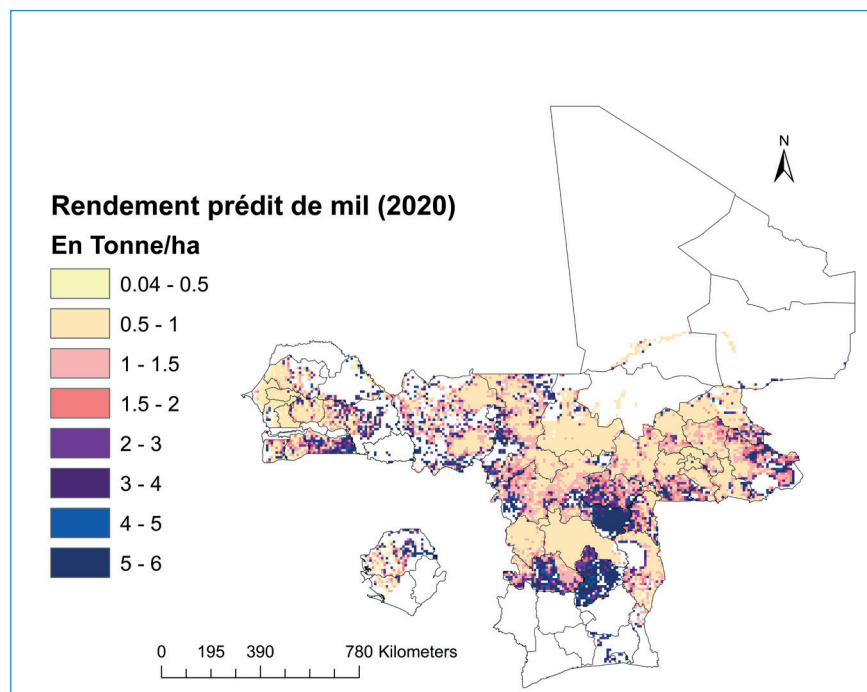 N
Rendement prédit de mil (2020)
En Tonne/ha
0.04 - 0.5
0.5 - 1
1 - 1.5
1.5 - 2
2 - 3
3 - 4
4 - 5
5 - 6
0 195 390 780 Kilometers